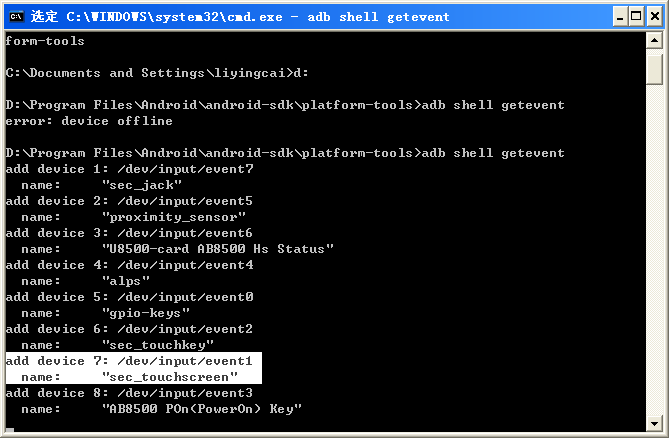 选定 C:\WINDOWS\system32\cmd.exe - adb shell getevent
form-tools
C:\Documents and Settings\liyingcai>d:
D:\Program Files\Android\android-sdk\platform-tools>adb shell getevent
error: device offline
D:\Program Files\Android\android-sdk\platform-tools>adb shell getevent
add device 1: /dev/input/event7
  name:     "sec_jack"
add device 2: /dev/input/event5
  name:     "proximity_sensor"
add device 3: /dev/input/event6
  name:     "U8500-card AB8500 Hs Status"
add device 4: /dev/input/event4
  name:     "alps"
add device 5: /dev/input/event0
  name:     "gpio-keys"
add device 6: /dev/input/event2
  name:     "sec_touchkey"
add device 7: /dev/input/event1
  name:     "sec_touchscreen"
add device 8: /dev/input/event3
  name:     "AB8500 POn(PowerOn) Key"